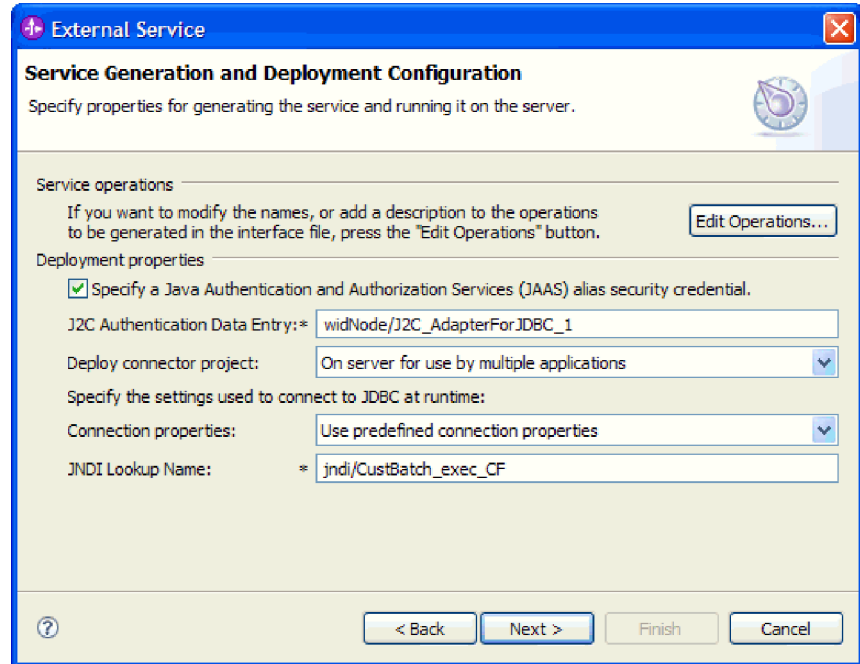 External Service
Service Generation and Deployment Configuration
Specify properties for generating the service and running it on the server.
Service operations
If you want to modify the names, or add a description to the operations
to be generated in the interface file, press the "Edit Operations" button.
Edit Operations...
Deployment properties
Specify a Java Authentication and Authorization Services (JAAS) alias security credential.
J2C Authentication Data Entry:* widNode/J2C_AdapterForJDBC_1
Deploy connector project: On server for use by multiple applications
Specify the settings used to connect to JDBC at runtime:
Connection properties: Use predefined connection properties
JNDI Lookup Name: * jndi/CustBatch_exec_CF
? < Back Next > Finish Cancel